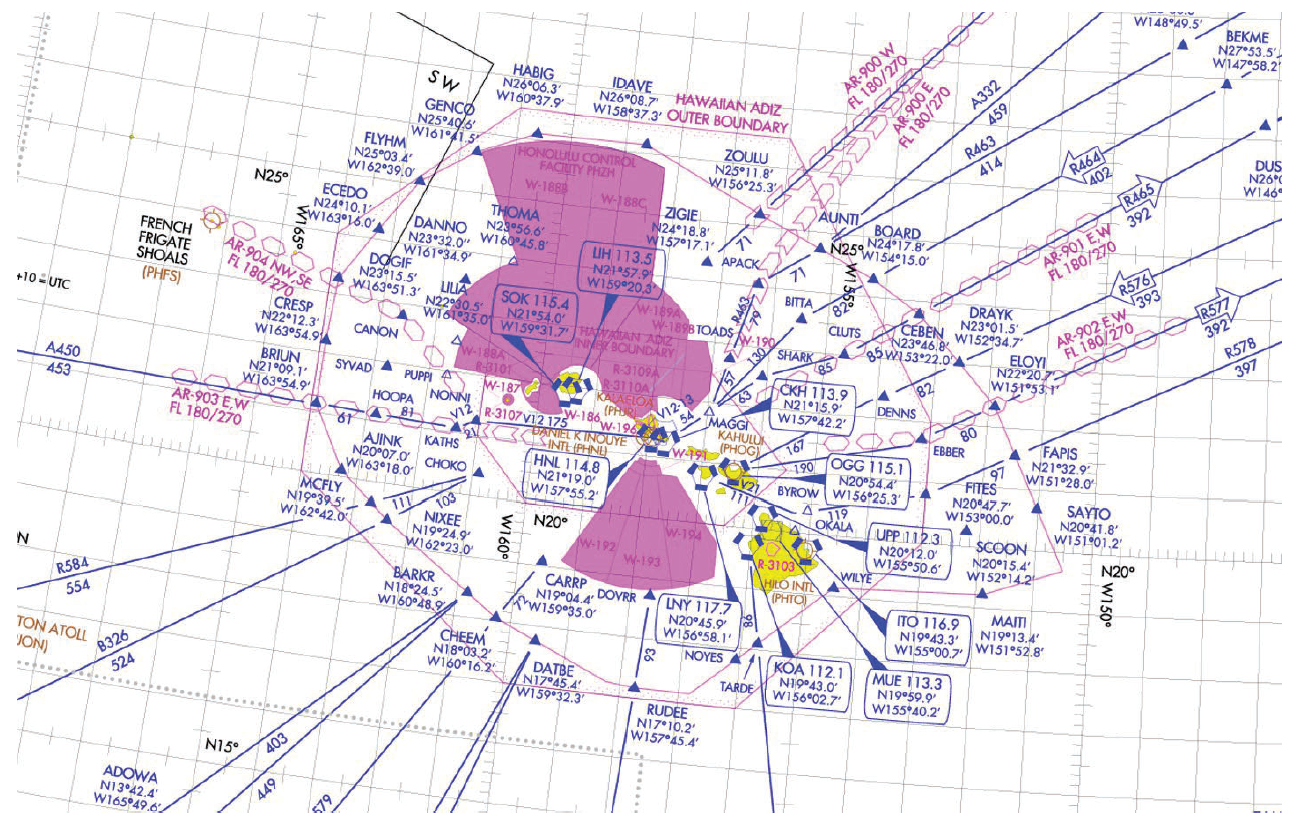 W148°49.5'
BEKME
N27°53.5'
W147°58.2'
AR-900 W
FL 180/270
AR-900 E
FL 180/270
A332
459
R463
414
R464
402
R465
392
SW
HABIG
N26°06.3'
W160°37.9'
IDAVE
N26°08.7'
W158°37.3'
HAWAIIAN ADIZ
OUTER BOUNDARY
GENCO
N25°40.6'
W161°41.5'
FLYHM
N25°03.4'
W162°39.0'
HONOLULU CONTROL
FACILITY PHZH
W-188B
W-188C
ZOULU
N25°11.8'
W156°25.3'
N25°
ECEDO
N24°10.1'
W163°16.0'
W165°
FRENCH
FRIGATE
SHOALS
(PHFS)
DANNO
N23°32.0'
W161°34.9'
THOMA
N23°56.6'
W160°45.8'
ZIGIE
N24°18.8'
W157°17.1'
71
APACK
AUNTI
N25°
W155°
BOARD
N24°17.8'
W154°15.0'
AR-901 E,W
FL 180/270
AR-904 NW-SE
FL 180/270
DOGIF
N23°15.5'
W163°51.3'
LIH 113.5
N21°57.9'
W159°20.3'
71
BITTA
82
R576
393
R577
392
+10 = UTC
LILIA
N22°30.5'
W161°35.0'
SOK 115.4
N21°54.0'
W159°31.7'
CRESP
N22°12.3'
W163°54.9'
CANON
W-189A
W-189B
TOADS
R463
79
W-190
CLUTS
CEBEN
N23°46.8'
W153°22.0'
DRAYK
N23°01.5'
W152°34.7'
AR-902 E W
FL 180/270
R578
397
HAWAIIAN ADIZ
INNER BOUNDARY
A450
453
BRIUN
N21°09.1'
W163°54.9'
SYVAD
PUPPI
W-188A
R-3101
W-187
R-3109A
R-3110A
130
SHARK
85
85
82
ELOYI
N22°20.7'
W151°53.1'
AR-903 E,W
FL 180/270
61
HOOPA
81
NONNI
V12
R-3107
V12 175
W-186
KALAELOA
(PHJR)
W-196
V12-13
54
57
63
MAGGI
CKH 113.9
N21°15.9'
W157°42.2'
DENNS
80
KATHS
21
DANIEL K INOUYE
INTL (PHNL)
W-191
KAHULUI
(PHOG)
167
190
EBBER
97
FAPIS
N21°32.9'
W151°28.0'
AJINK
N20°07.0'
W163°18.0'
CHOKO
HNL 114.8
N21°19.0'
W157°55.2'
OGG 115.1
N20°54.4'
W156°25.3'
MCFLY
N19°39.5'
W162°42.0'
111
103
V21
111
BYROW
119
OKALA
FITES
N20°47.7'
W153°00.0'
SAYTO
N20°41.8'
W151°01.2'
NIXEE
N19°24.9'
W162°23.0'
W160°
N20°
W-192
W-193
W-194
UPP 112.3
N20°12.0'
W155°50.6'
SCOON
N20°15.4'
W152°14.2'
N20°
W150°
N
R584
554
BARKR
N18°24.5'
W160°48.9'
CARRP
N19°04.4'
W159°35.0'
DOVRR
R-3103
HILO INTL
(PHTO)
WILYE
LNY 117.7
N20°45.9'
W156°58.1'
98
ITO 116.9
N19°43.3'
W155°00.7'
MAITI
N19°13.4'
W151°52.8'
B326
524
CHEEM
N18°03.2'
W160°16.2'
93
NOYES
TARDE
KOA 112.1
N19°43.0'
W156°02.7'
MUE 113.3
N19°59.9'
W155°40.2'
DATBE
N17°45.4'
W159°32.3'
RUDEE
N17°10.2'
W157°45.4'
N15°
403
449
579
ADOWA
N13°42.4'
W165°49.6'